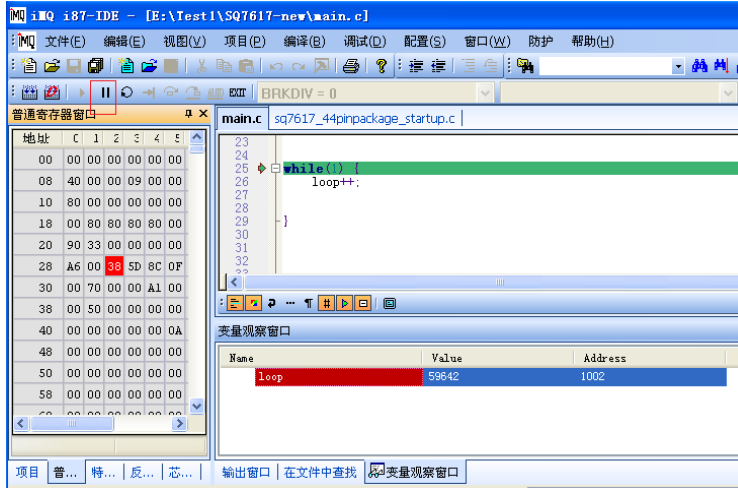 iMQ i87-IDE - [E:\Test1\SQ7617-new\main.c]
文件(F) 编辑(E) 视图(V) 项目(P) 编译(B) 调试(D) 配置(S) 窗口(W) 防护 帮助(H)
EXIT BRKDIV = 0
普通寄存器窗口
main.c sq7617_44pinpackage_startup.c
地址 0 1 2 3 4 5
00 00 00 00 00 00 00
08 40 00 00 09 00 00
10 80 00 00 00 00 00
18 00 80 80 80 80 00
20 90 33 00 00 00 00
28 A6 00 38 5D 8C 0F
30 00 70 00 00 A1 00
38 00 50 00 00 00 00
40 00 00 00 00 00 0A
48 00 00 00 00 00 00
50 00 00 00 00 00 00
58 00 00 00 00 00 00
23
24
25 while(1) {
26 loop++;
27
28
29 }
30
31
32
变量观察窗口
Name Value Address
loop 59642 1002
项目 普... 特... 反... 芯...
输出窗口 在文件中查找 变量观察窗口